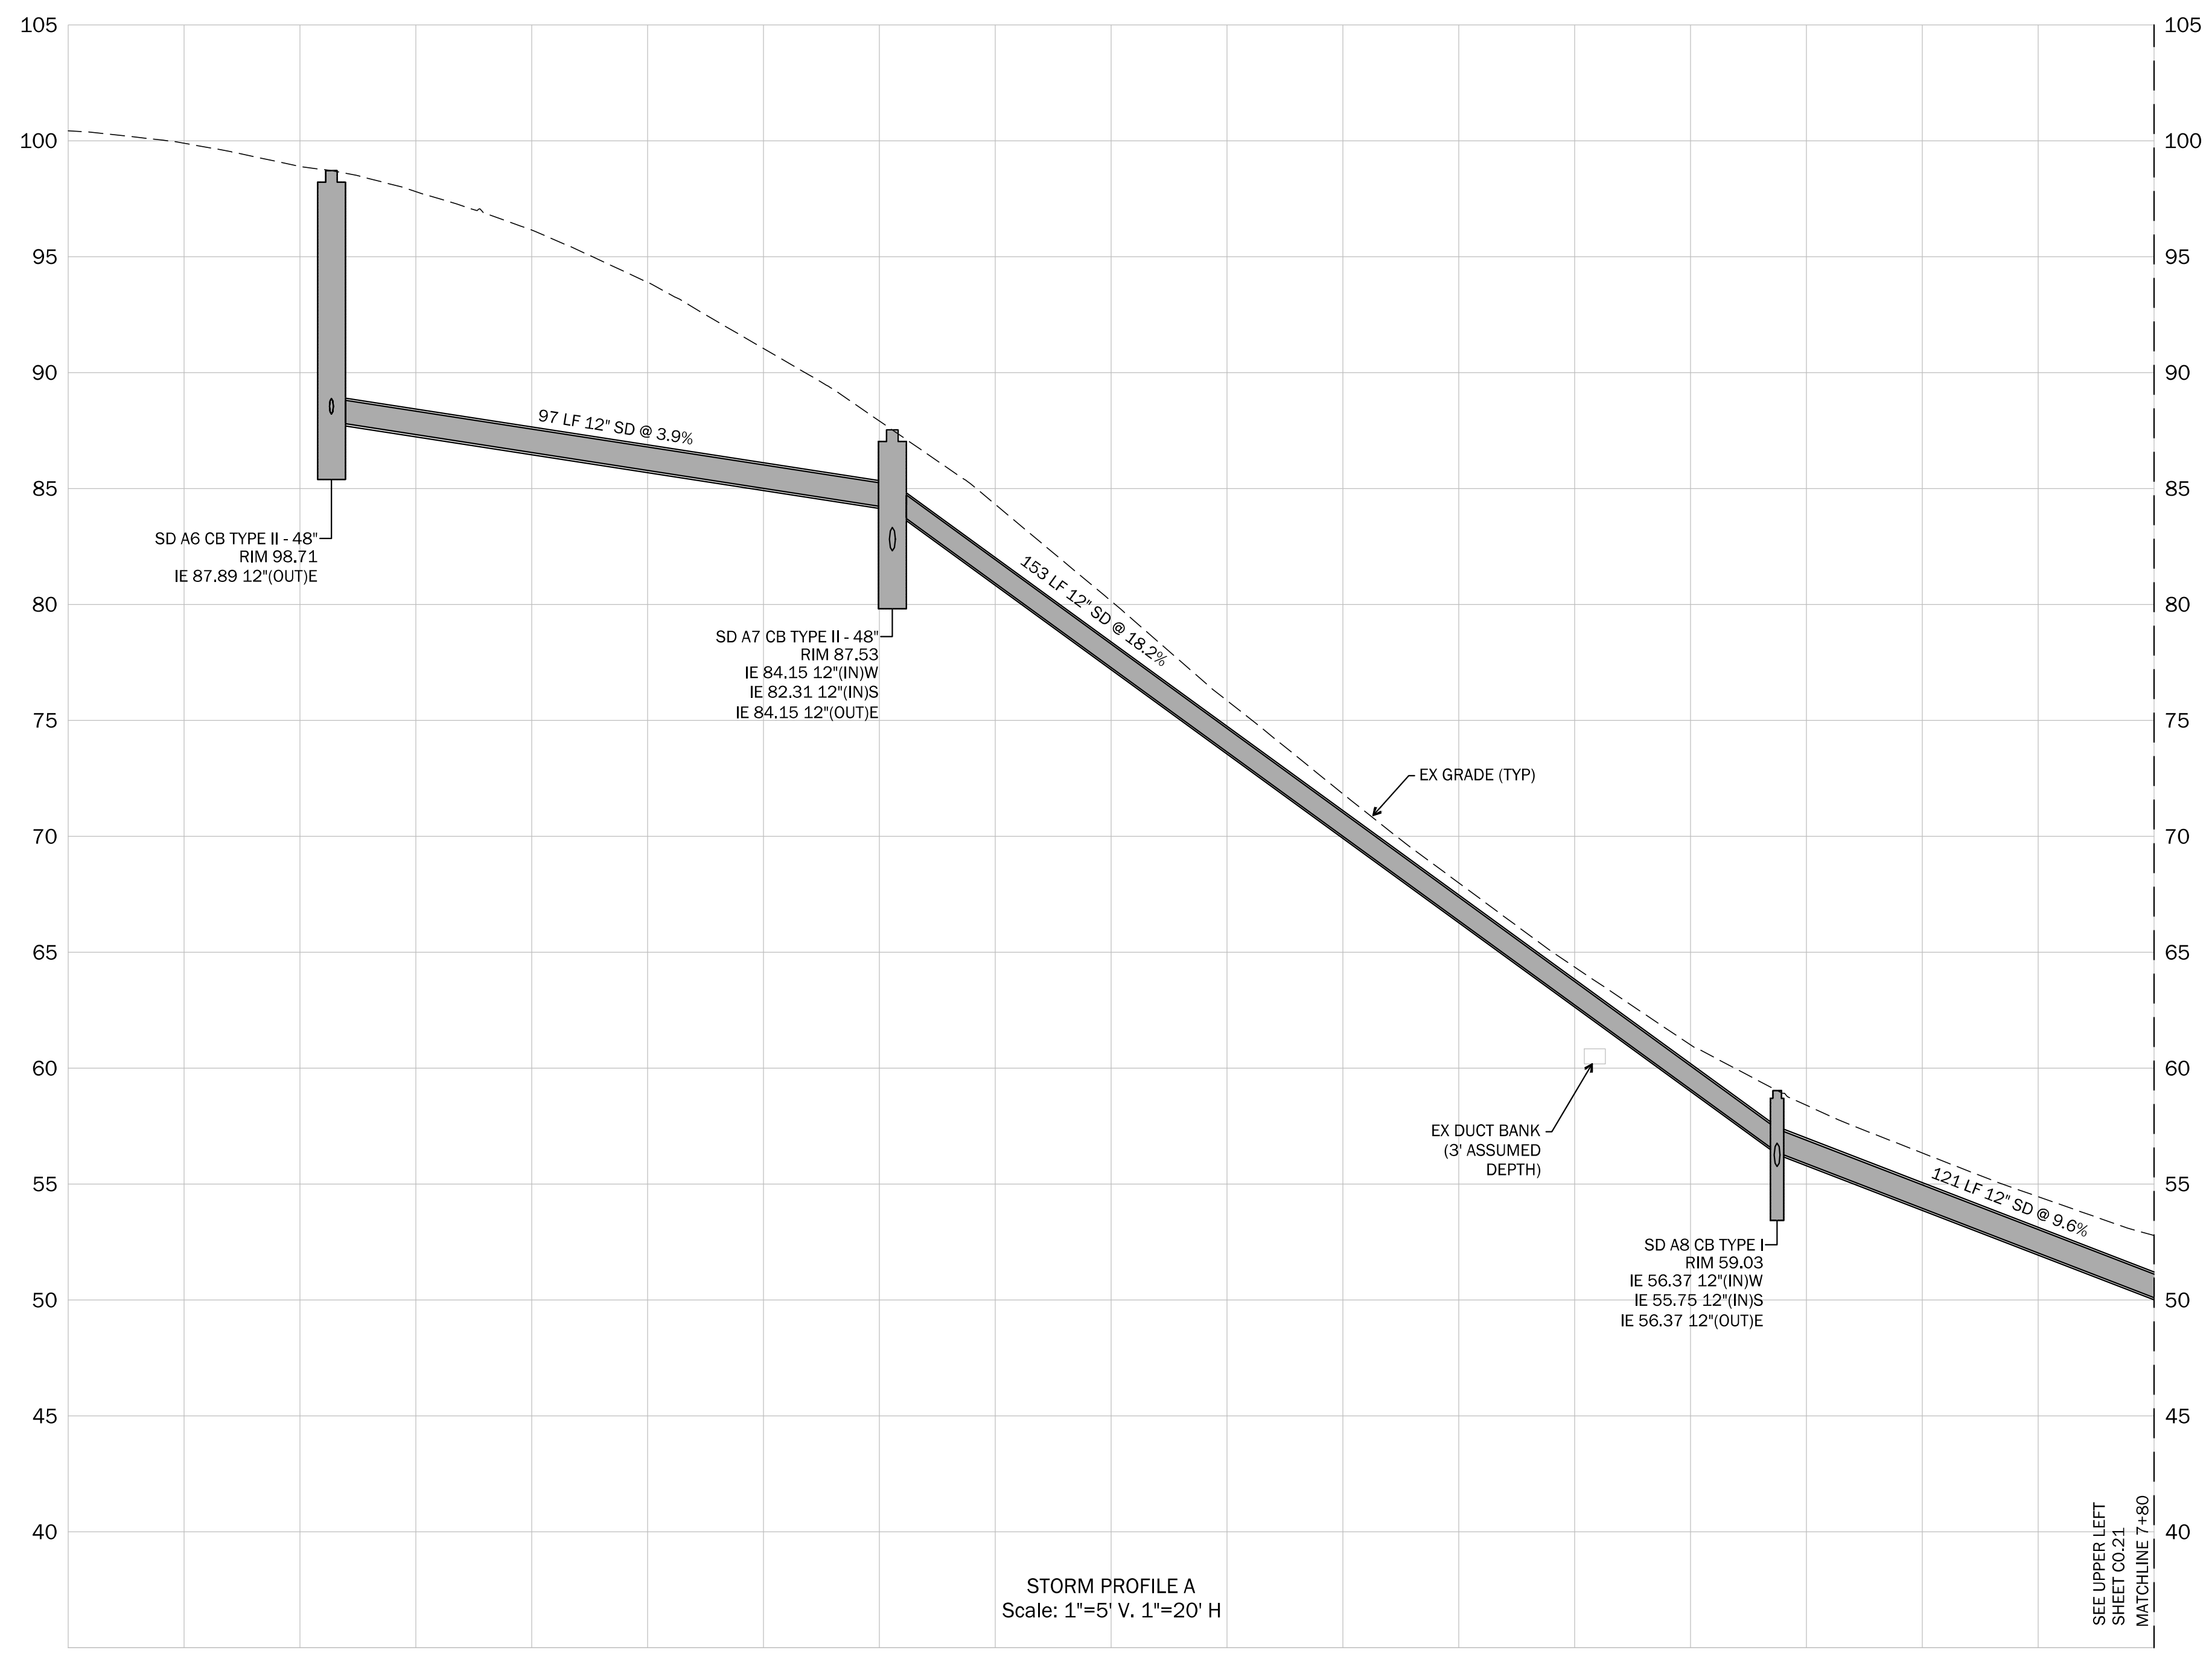 105
105
100
100
95
95
90
90
97 LF 12" SD @ 3.9%
85
85
SD A6 CB TYPE II - 48"
RIM 98.71
IE 87.89 12"(OUT)E
80
80
153 LF 12" SD @ 18.2%
SD A7 CB TYPE II - 48"
RIM 87.53
IE 84.15 12"(IN)W
IE 82.31 12"(IN)S
IE 84.15 12"(OUT)E
75
75
EX GRADE (TYP)
70
70
65
65
60
60
EX DUCT BANK
(3' ASSUMED
DEPTH)
55
55
121 LF 12" SD @ 9.6%
SD A8 CB TYPE I
RIM 59.03
IE 56.37 12"(IN)W
IE 55.75 12"(IN)S
IE 56.37 12"(OUT)E
50
50
45
45
40
40
SEE UPPER LEFT
SHEET C0.21
MATCHLINE 7+80
STORM PROFILE A
Scale: 1"=5' V. 1"=20' H